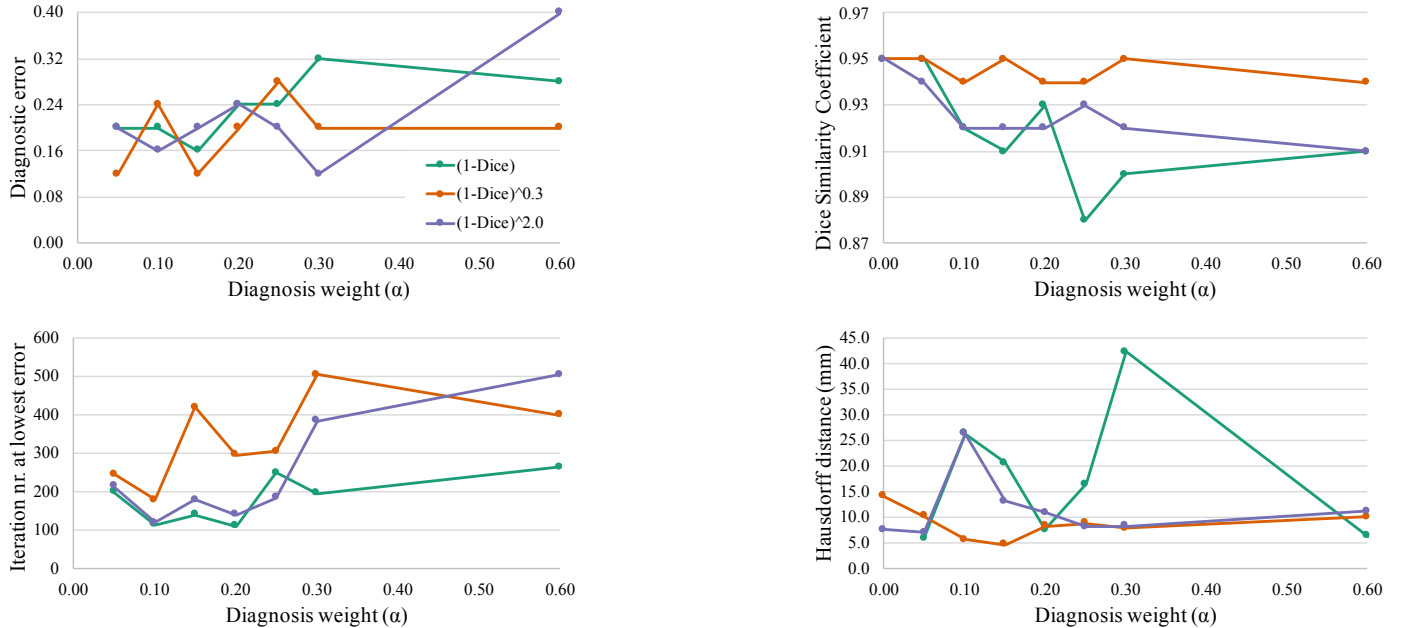 Diagnostic error
0.40
0.32
0.24
0.16
0.08
0.00
(1-Dice)
(1-Dice)^0.3
(1-Dice)^2.0
0.00 0.10 0.20 0.30 0.40 0.50 0.60
Diagnosis weight (α)
Dice Similarity Coefficient
0.97
0.95
0.93
0.91
0.89
0.87
0.00 0.10 0.20 0.30 0.40 0.50 0.60
Diagnosis weight (α)
Iteration nr. at lowest error
600
500
400
300
200
100
0
0.00 0.10 0.20 0.30 0.40 0.50 0.60
Diagnosis weight (α)
Hausdorff distance (mm)
45.0
40.0
35.0
30.0
25.0
20.0
15.0
10.0
5.0
0.0
0.00 0.10 0.20 0.30 0.40 0.50 0.60
Diagnosis weight (α)